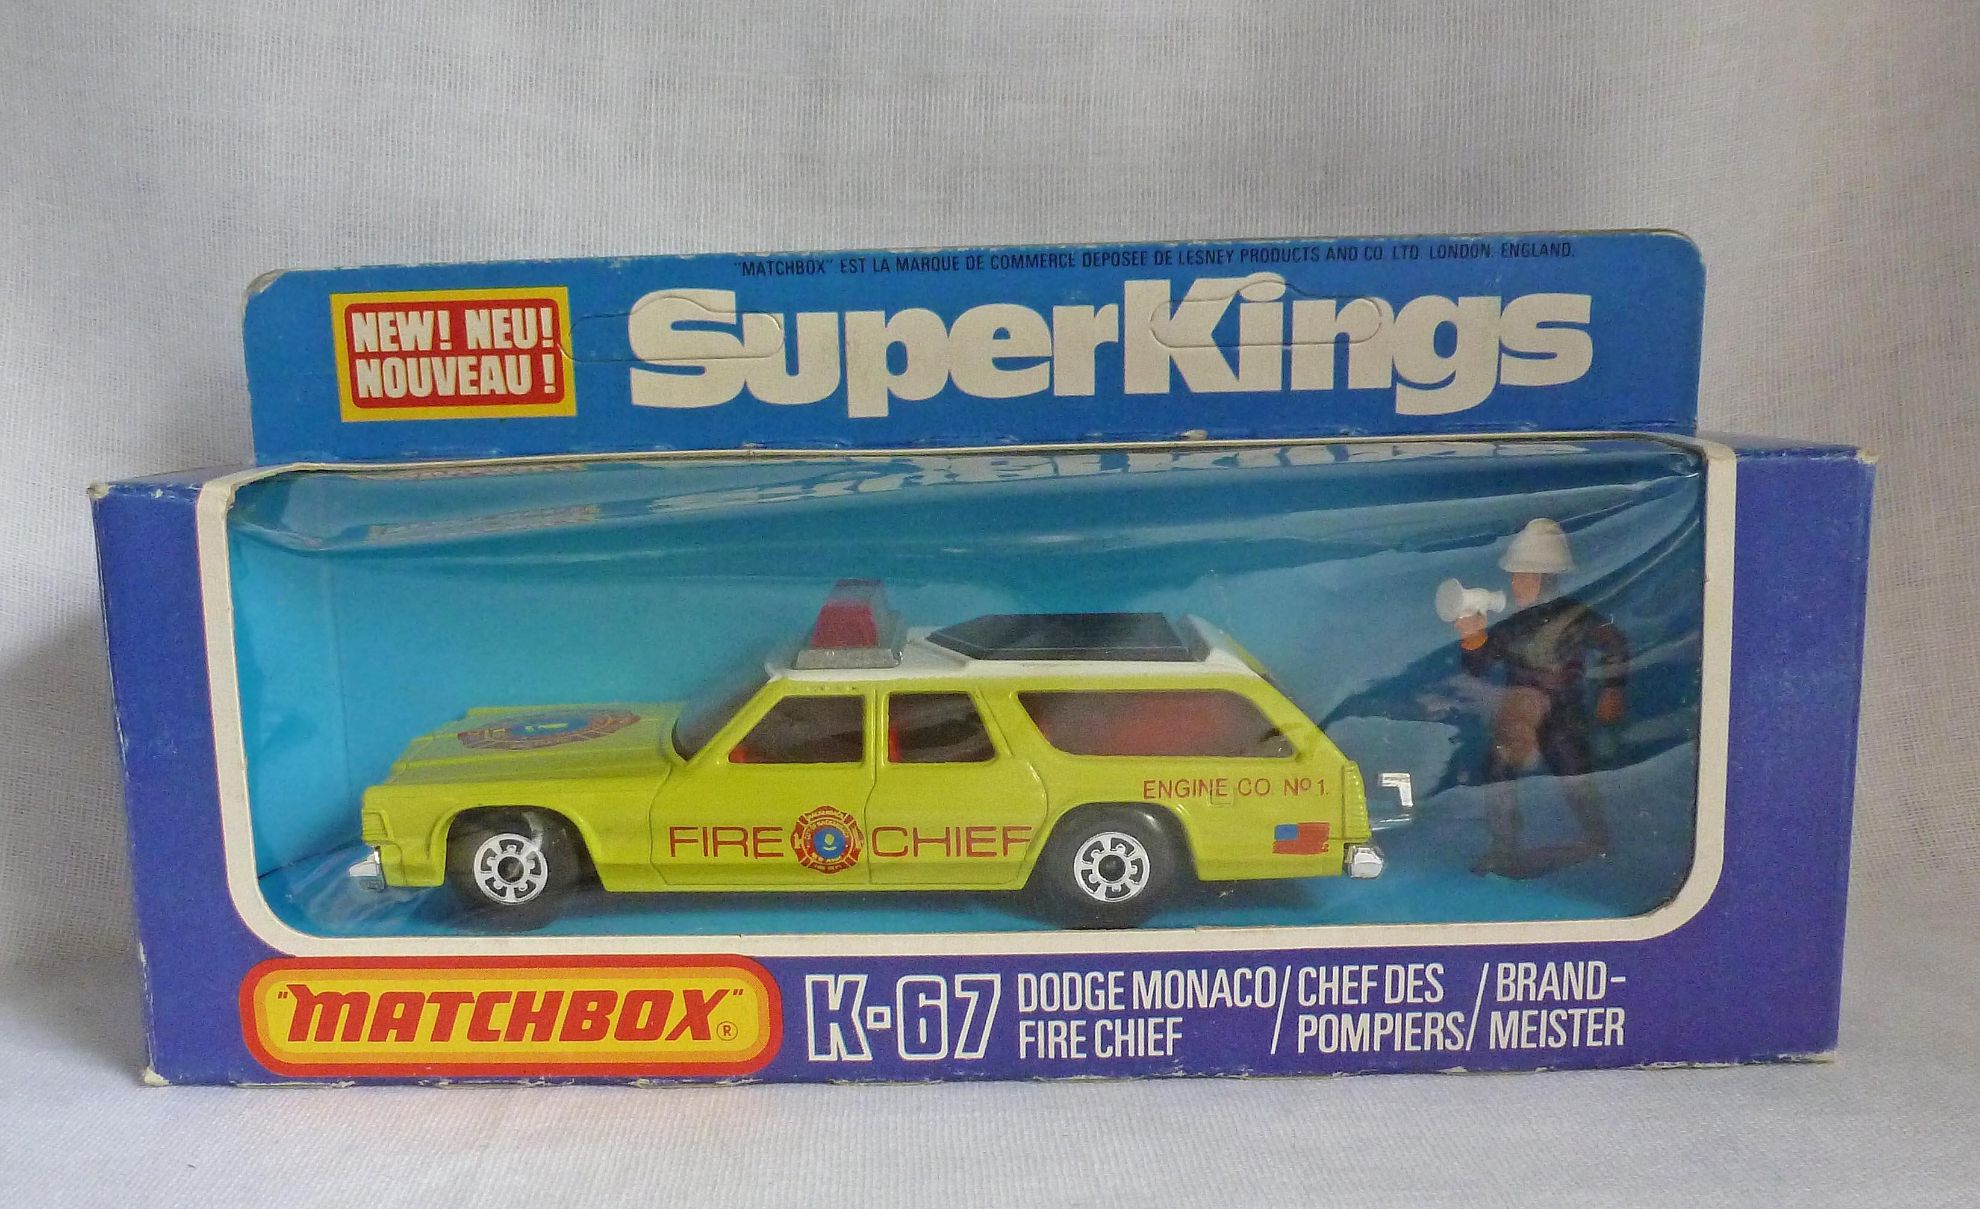 "MATCHBOX" EST LA MARQUE DE COMMERCE DEPOSEE DE LESNEY PRODUCTS AND CO. LTD. LONDON. ENGLAND.
NEW! NEU!
NOUVEAU!
SuperKings
ENGINE CO Nº1.
FIRE CHIEF
"MATCHBOX"®
K-67
DODGE MONACO/CHEF DES/BRAND-
FIRE CHIEF POMPIERS/MEISTER